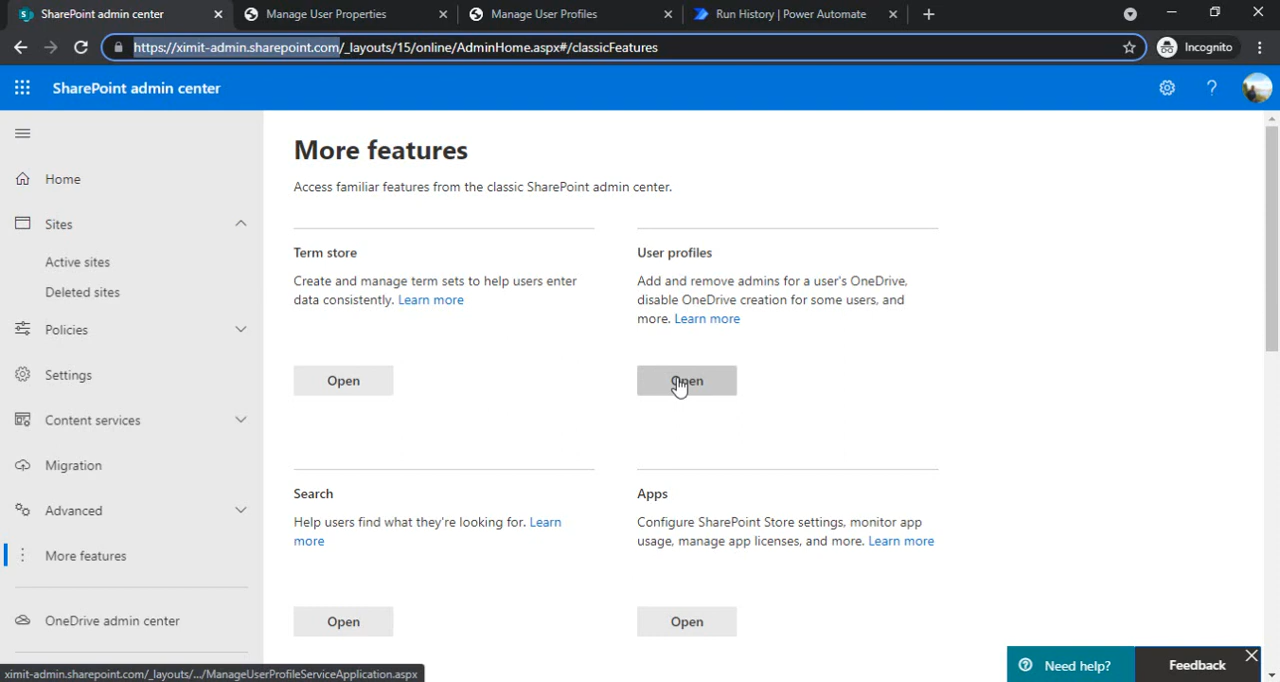 SharePoint admin center
Manage User Properties
Manage User Profiles
Run History | Power Automate
https://ximit-admin.sharepoint.com/_layouts/15/online/AdminHome.aspx#/classicFeatures
Incognito
SharePoint admin center
Home
Sites
Active sites
Deleted sites
Policies
Settings
Content services
Migration
Advanced
More features
OneDrive admin center
More features
Access familiar features from the classic SharePoint admin center.
Term store
Create and manage term sets to help users enter
data consistently. Learn more
Open
User profiles
Add and remove admins for a user's OneDrive,
disable OneDrive creation for some users, and
more. Learn more
Open
Search
Help users find what they're looking for. Learn
more
Open
Apps
Configure SharePoint Store settings, monitor app
usage, manage app licenses, and more. Learn more
Open
Need help?
Feedback
ximit-admin.sharepoint.com/_layouts/.../ManageUserProfileServiceApplication.aspx